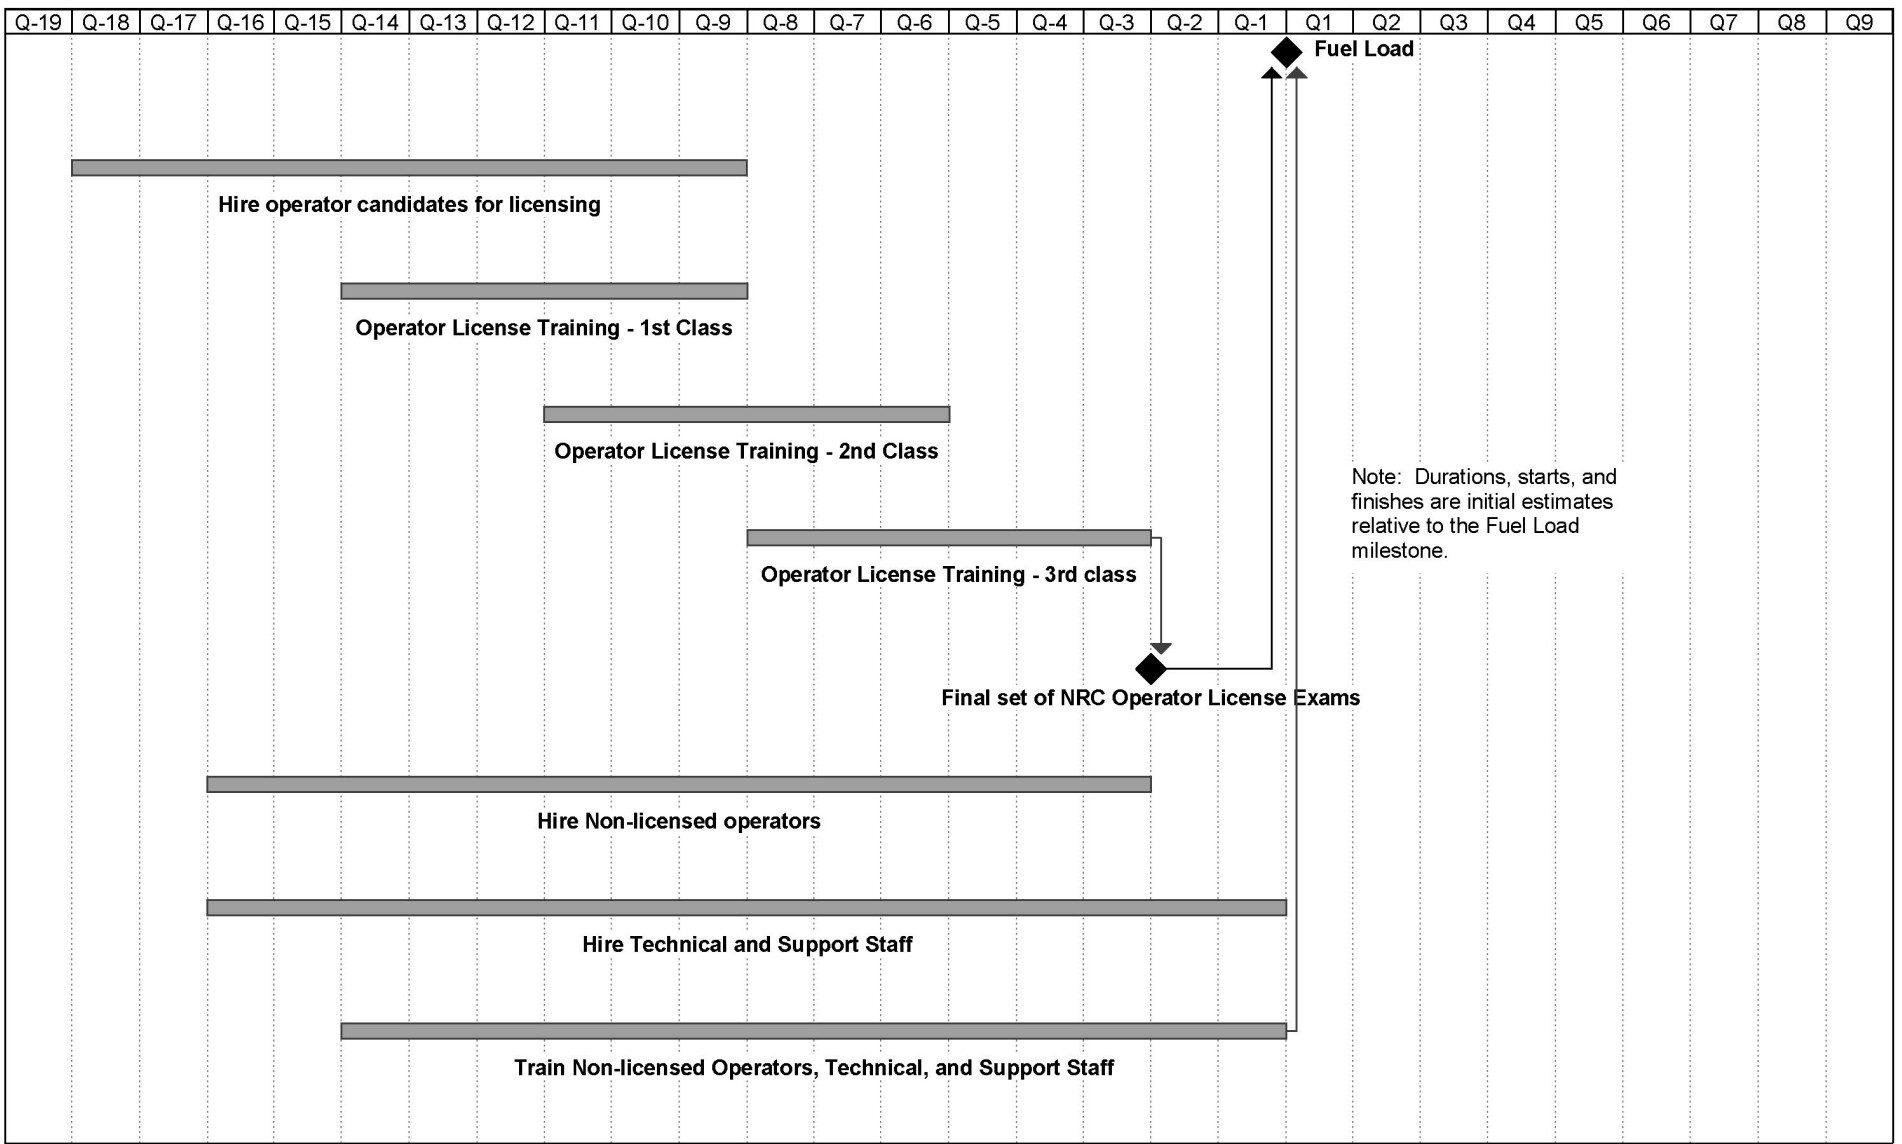 Q-19 Q-18 Q-17 Q-16 Q-15 Q-14 Q-13 Q-12 Q-11 Q-10 Q-9 Q-8 Q-7 Q-6 Q-5 Q-4 Q-3 Q-2 Q-1 Q1 Q2 Q3 Q4 Q5 Q6 Q7 Q8 Q9
Fuel Load
Hire operator candidates for licensing
Operator License Training - 1st Class
Operator License Training - 2nd Class
Note: Durations, starts, and
finishes are initial estimates
relative to the Fuel Load
milestone.
Operator License Training - 3rd class
Final set of NRC Operator License Exams
Hire Non-licensed operators
Hire Technical and Support Staff
Train Non-licensed Operators, Technical, and Support Staff